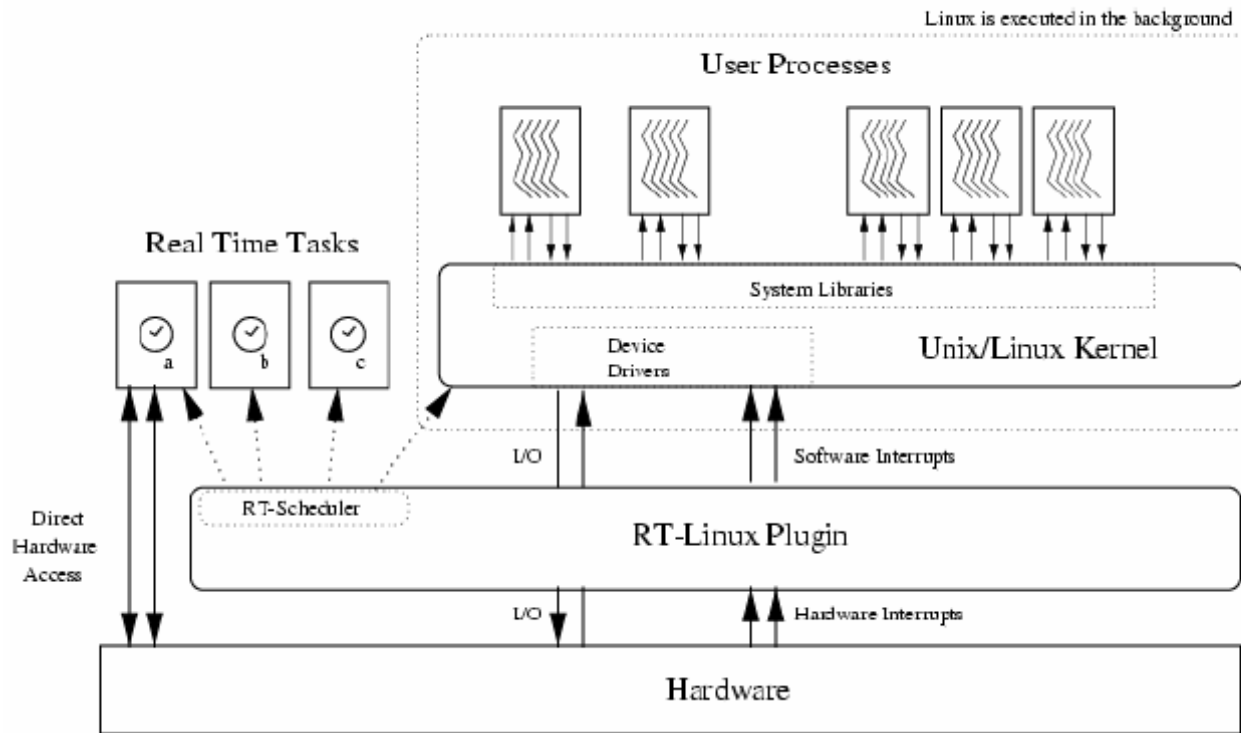 Linux is executed in the background
User Processes
Real Time Tasks
System Libraries
a
b
c
Device
Drivers
Unix/Linux Kernel
I/O
Software Interrupts
RT-Scheduler
Direct
Hardware
Access
RT-Linux Plugin
I/O
Hardware Interrupts
Hardware